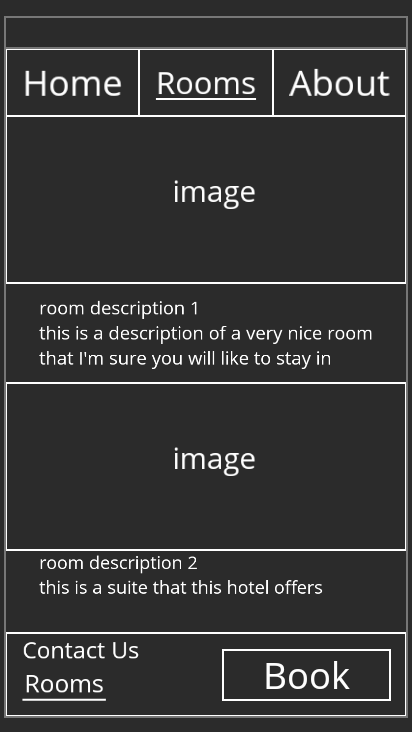 Home Rooms About
image
room description 1
this is a description of a very nice room
that I'm sure you will like to stay in
image
room description 2
this is a suite that this hotel offers
Contact Us
Rooms
Book